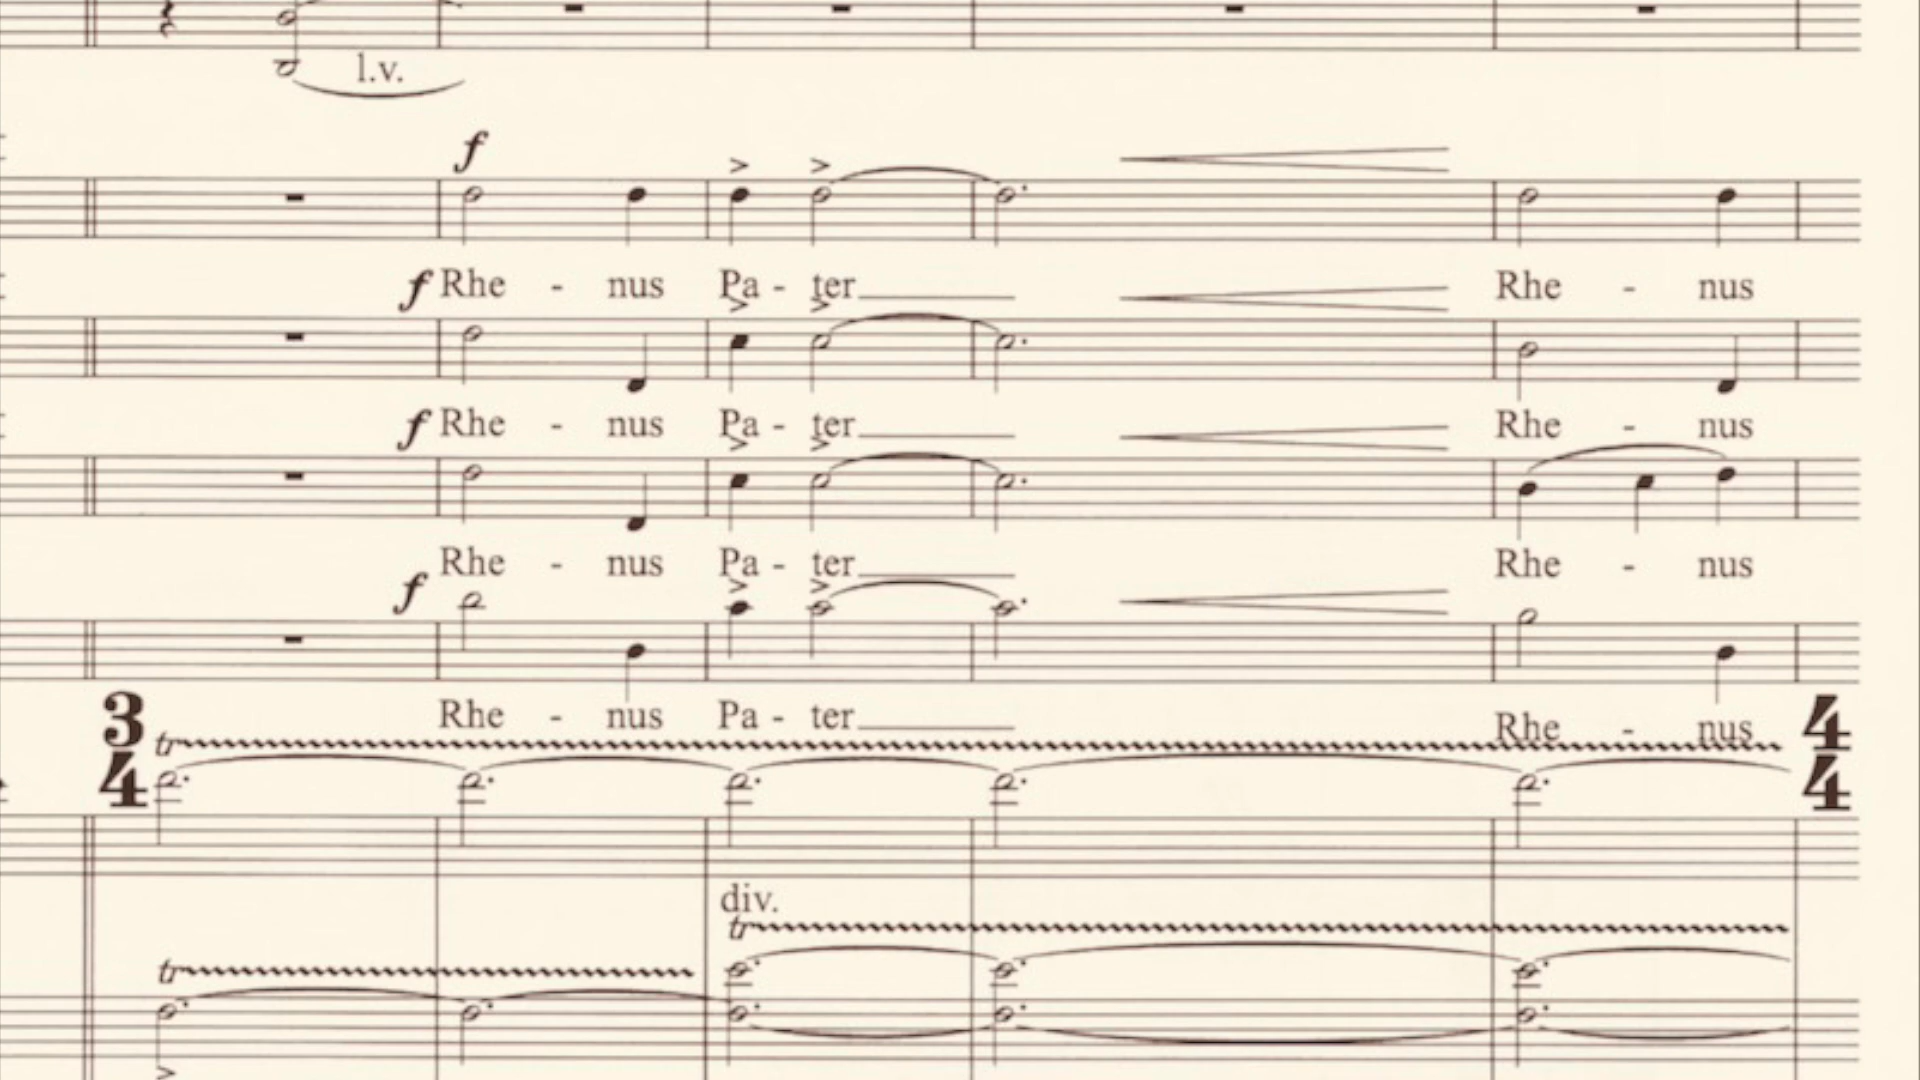 l.v.
f
Rhe - nus Pa - ter Rhe - nus
f
Rhe - nus Pa - ter Rhe - nus
f
Rhe - nus Pa - ter Rhe - nus
f
Rhe - nus Pa - ter Rhe - nus
3 4
4 4
tr
div.
tr
tr